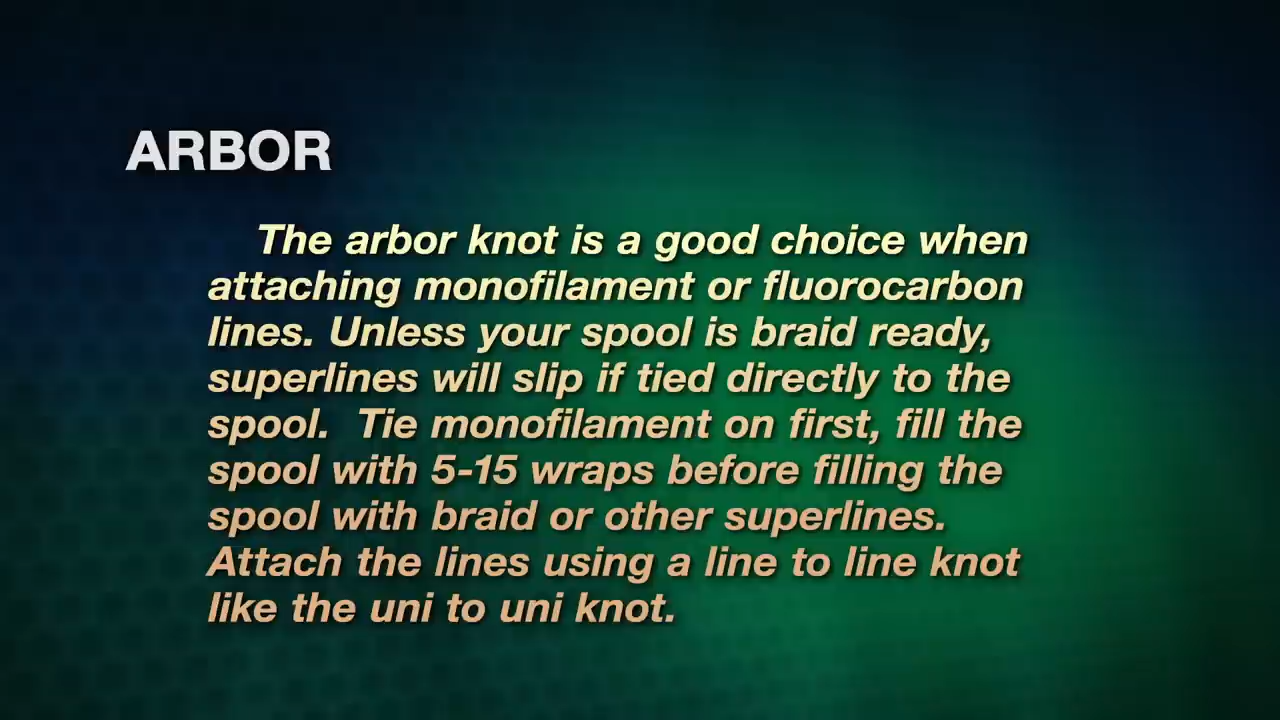 ARBOR
The arbor knot is a good choice when
attaching monofilament or fluorocarbon
lines. Unless your spool is braid ready,
superlines will slip if tied directly to the
spool.  Tie monofilament on first, fill the
spool with 5-15 wraps before filling the
spool with braid or other superlines.
Attach the lines using a line to line knot
like the uni to uni knot.